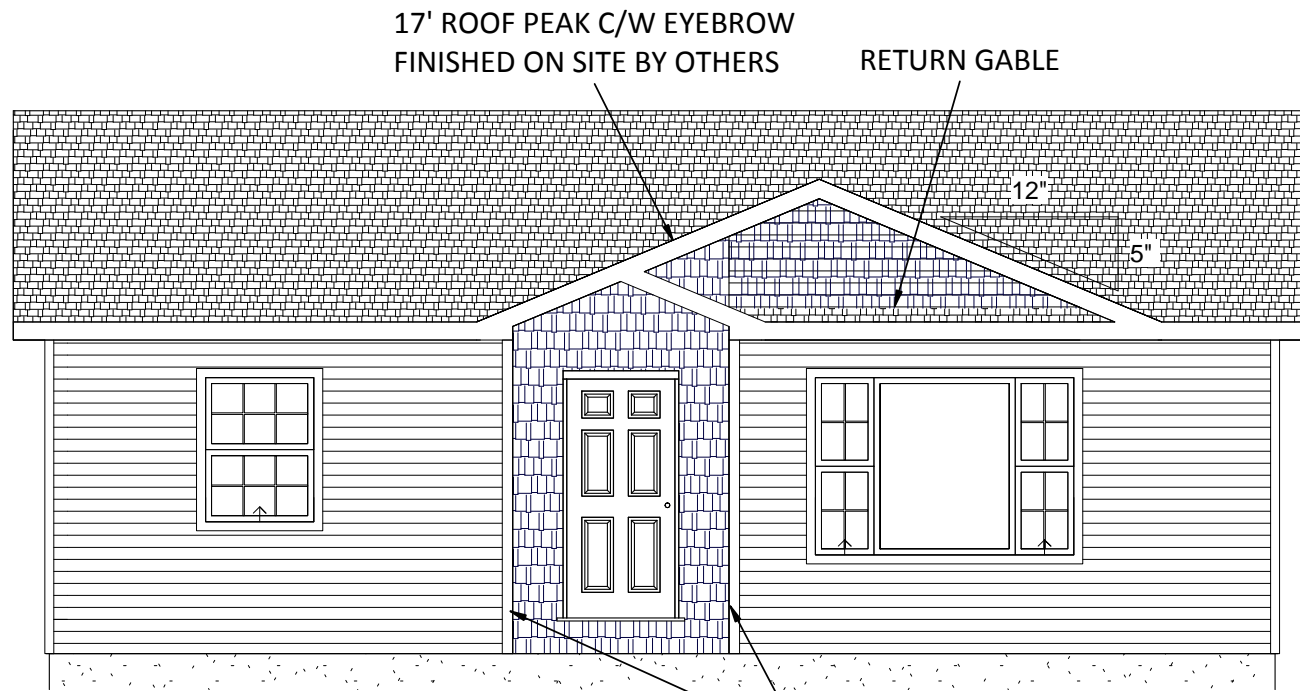 17' ROOF PEAK C/W EYEBROW
FINISHED ON SITE BY OTHERS
RETURN GABLE
12"
5"